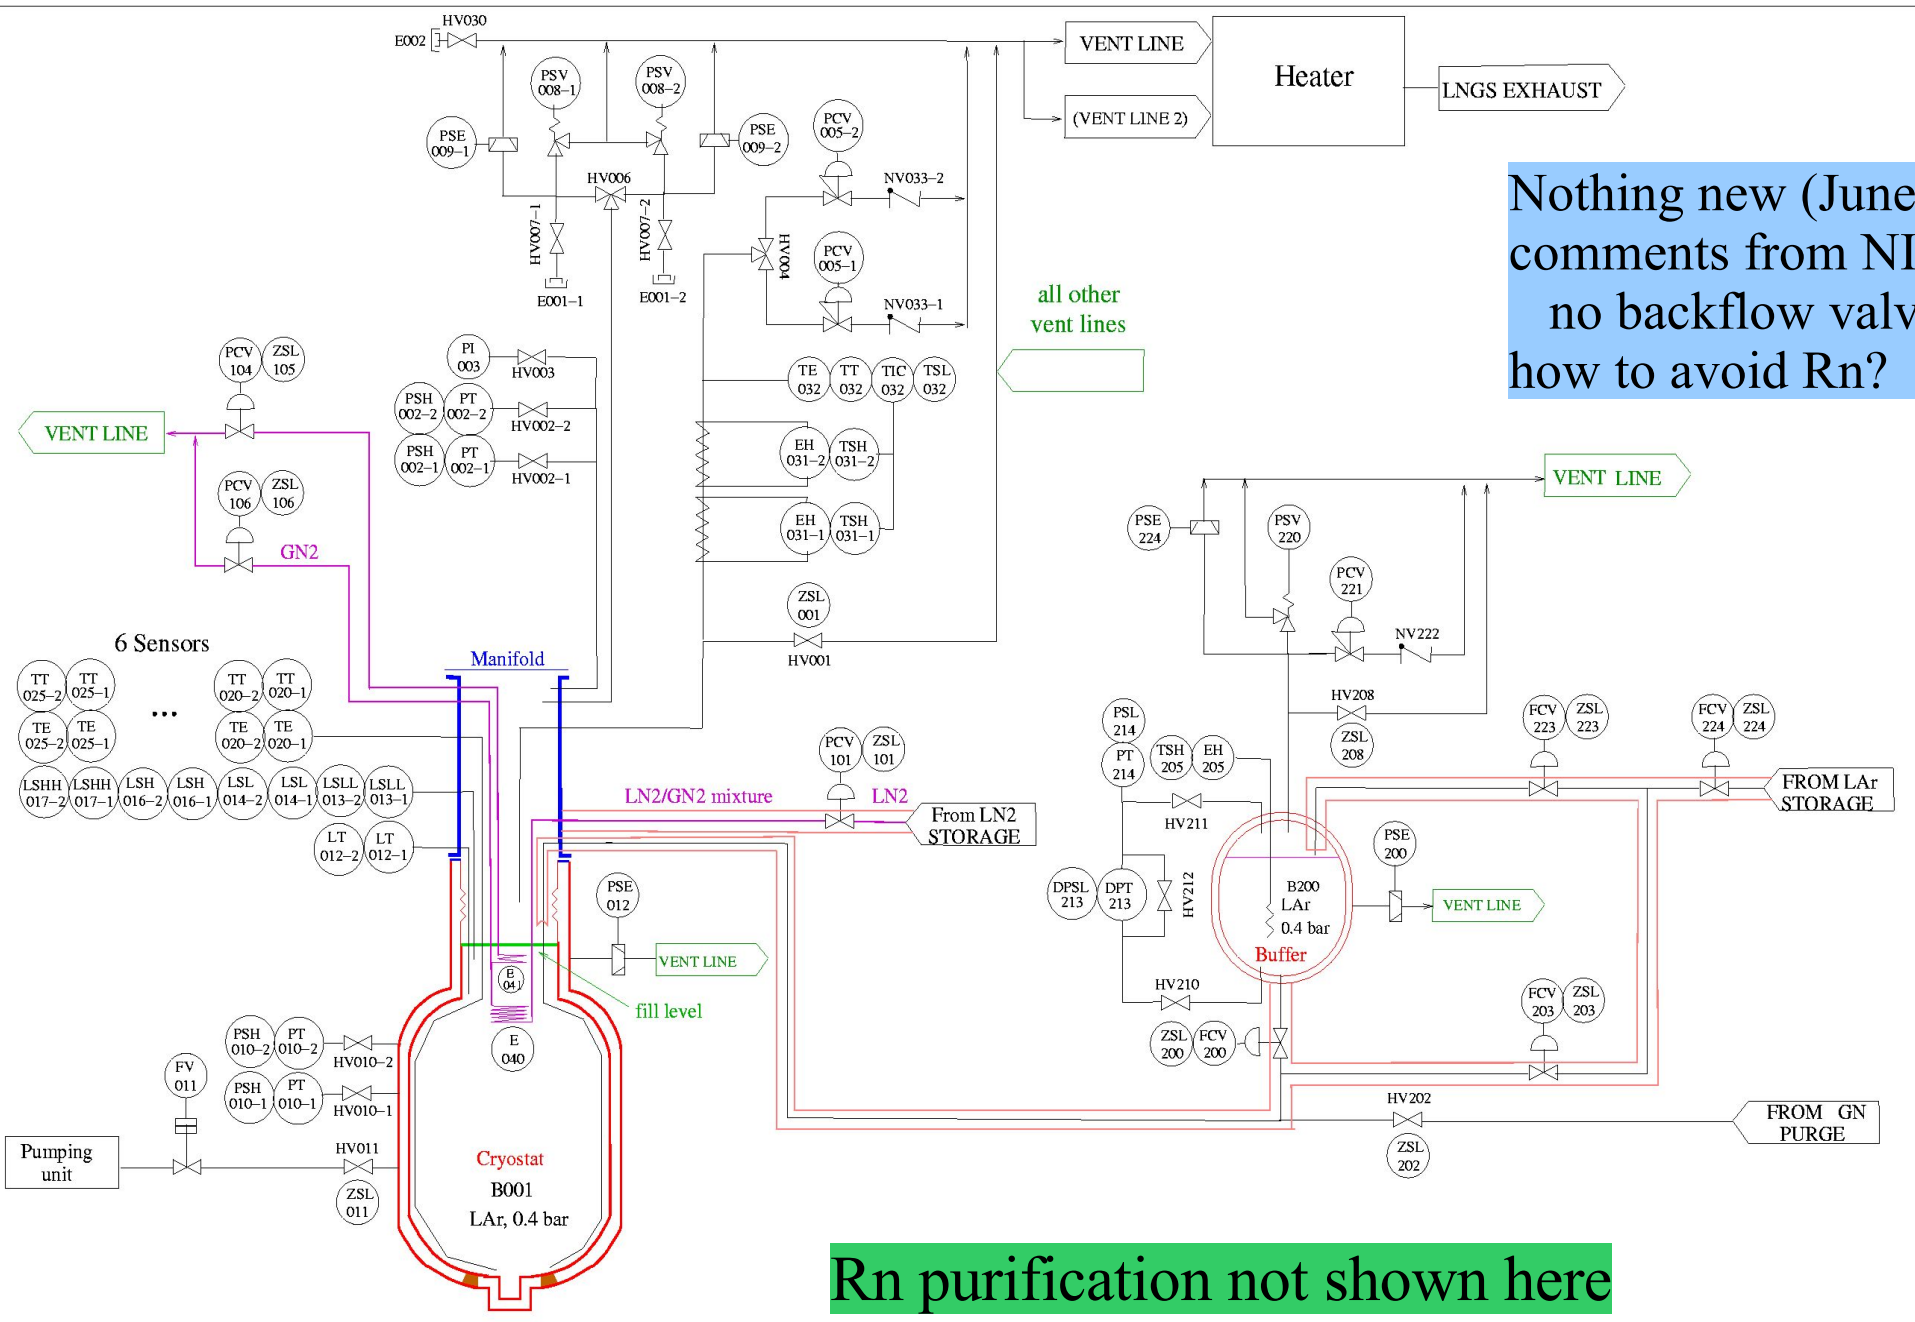 HV030
E002
VENT LINE
Heater
LNGS EXHAUST
(VENT LINE 2)
PSV
008-1
PSV
008-2
PSE
009-1
PSE
009-2
PCV
005-2
HV006
NV033-2
HV007-1
HV007-2
HV004
E001-1
E001-2
PCV
005-1
NV033-1
Nothing new (June
comments from NI
no backflow valv
how to avoid Rn?
all other
vent lines
PCV
104
ZSL
105
PI
003
HV003
PSH
002-2
PT
002-2
HV002-2
PSH
002-1
PT
002-1
HV002-1
TE
032
TT
032
TIC
032
TSL
032
EH
031-2
TSH
031-2
EH
031-1
TSH
031-1
VENT LINE
PCV
106
ZSL
106
GN2
ZSL
001
HV001
VENT LINE
PSE
224
PSV
220
PCV
221
NV222
HV208
ZSL
208
6 Sensors
TT
025-2
TT
025-1
...
TT
020-2
TT
020-1
TE
025-2
TE
025-1
TE
020-2
TE
020-1
LSHH
017-2
LSHH
017-1
LSH
016-2
LSH
016-1
LSL
014-2
LSL
014-1
LSLL
013-2
LSLL
013-1
LT
012-2
LT
012-1
Manifold
LN2/GN2 mixture
LN2
PCV
101
ZSL
101
From LN2
STORAGE
PSL
214
PT
214
TSH
205
EH
205
HV211
FCV
223
ZSL
223
FCV
224
ZSL
224
FROM LAr
STORAGE
PSE
200
DPSL
213
DPT
213
HV212
B200
LAr
0.4 bar
Buffer
VENT LINE
HV210
ZSL
200
FCV
200
FCV
203
ZSL
203
PSE
012
VENT LINE
fill level
E
041
E
040
PSH
010-2
PT
010-2
HV010-2
PSH
010-1
PT
010-1
HV010-1
FV
011
HV011
ZSL
011
Pumping
unit
Cryostat
B001
LAr, 0.4 bar
HV202
ZSL
202
FROM GN
PURGE
Rn purification not shown here